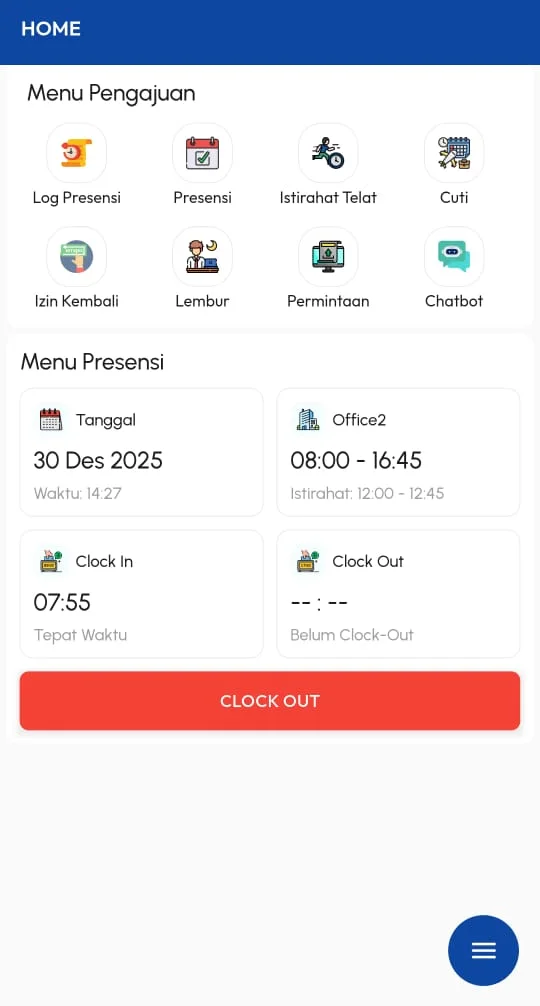 HOME
Menu Pengajuan
Log Presensi
Presensi
Istirahat Telat
Cuti
Izin Kembali
Lembur
Permintaan
Chatbot
Menu Presensi
Tanggal
30 Des 2025
Waktu: 14:27
Office2
08:00 - 16:45
Istirahat: 12:00 - 12:45
Clock In
07:55
Tepat Waktu
Clock Out
-- : --
Belum Clock-Out
CLOCK OUT